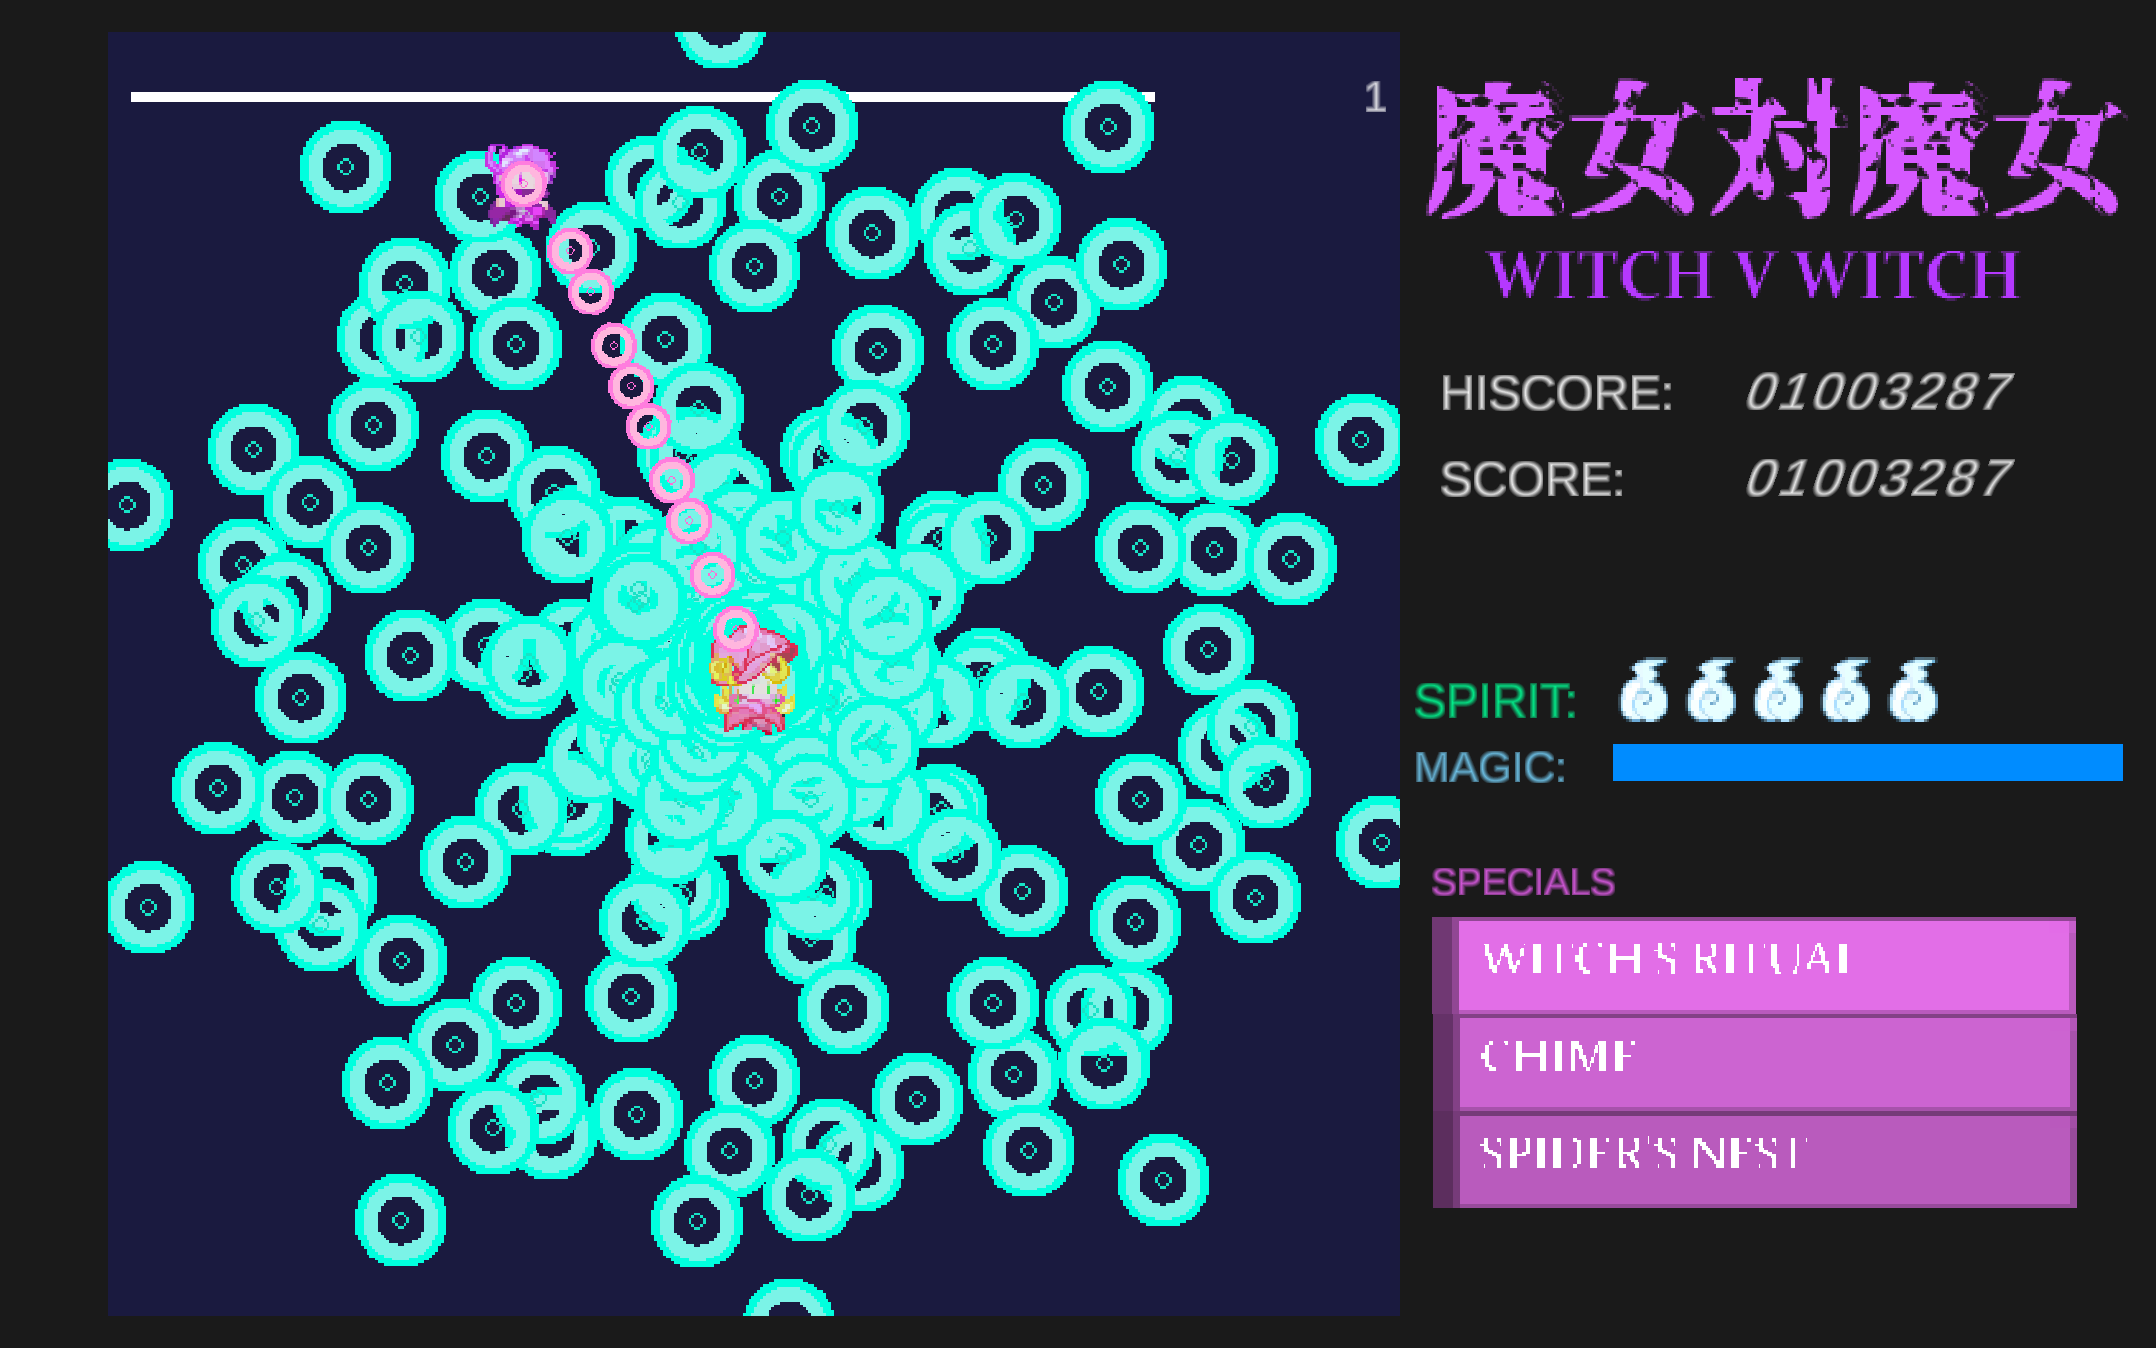 1
魔女対魔女
WITCH V WITCH
HISCORE: 01003287
SCORE: 01003287
SPIRIT:
MAGIC:
SPECIALS
WITCH'S RITUAL
CHIME
SPIDER'S NEST